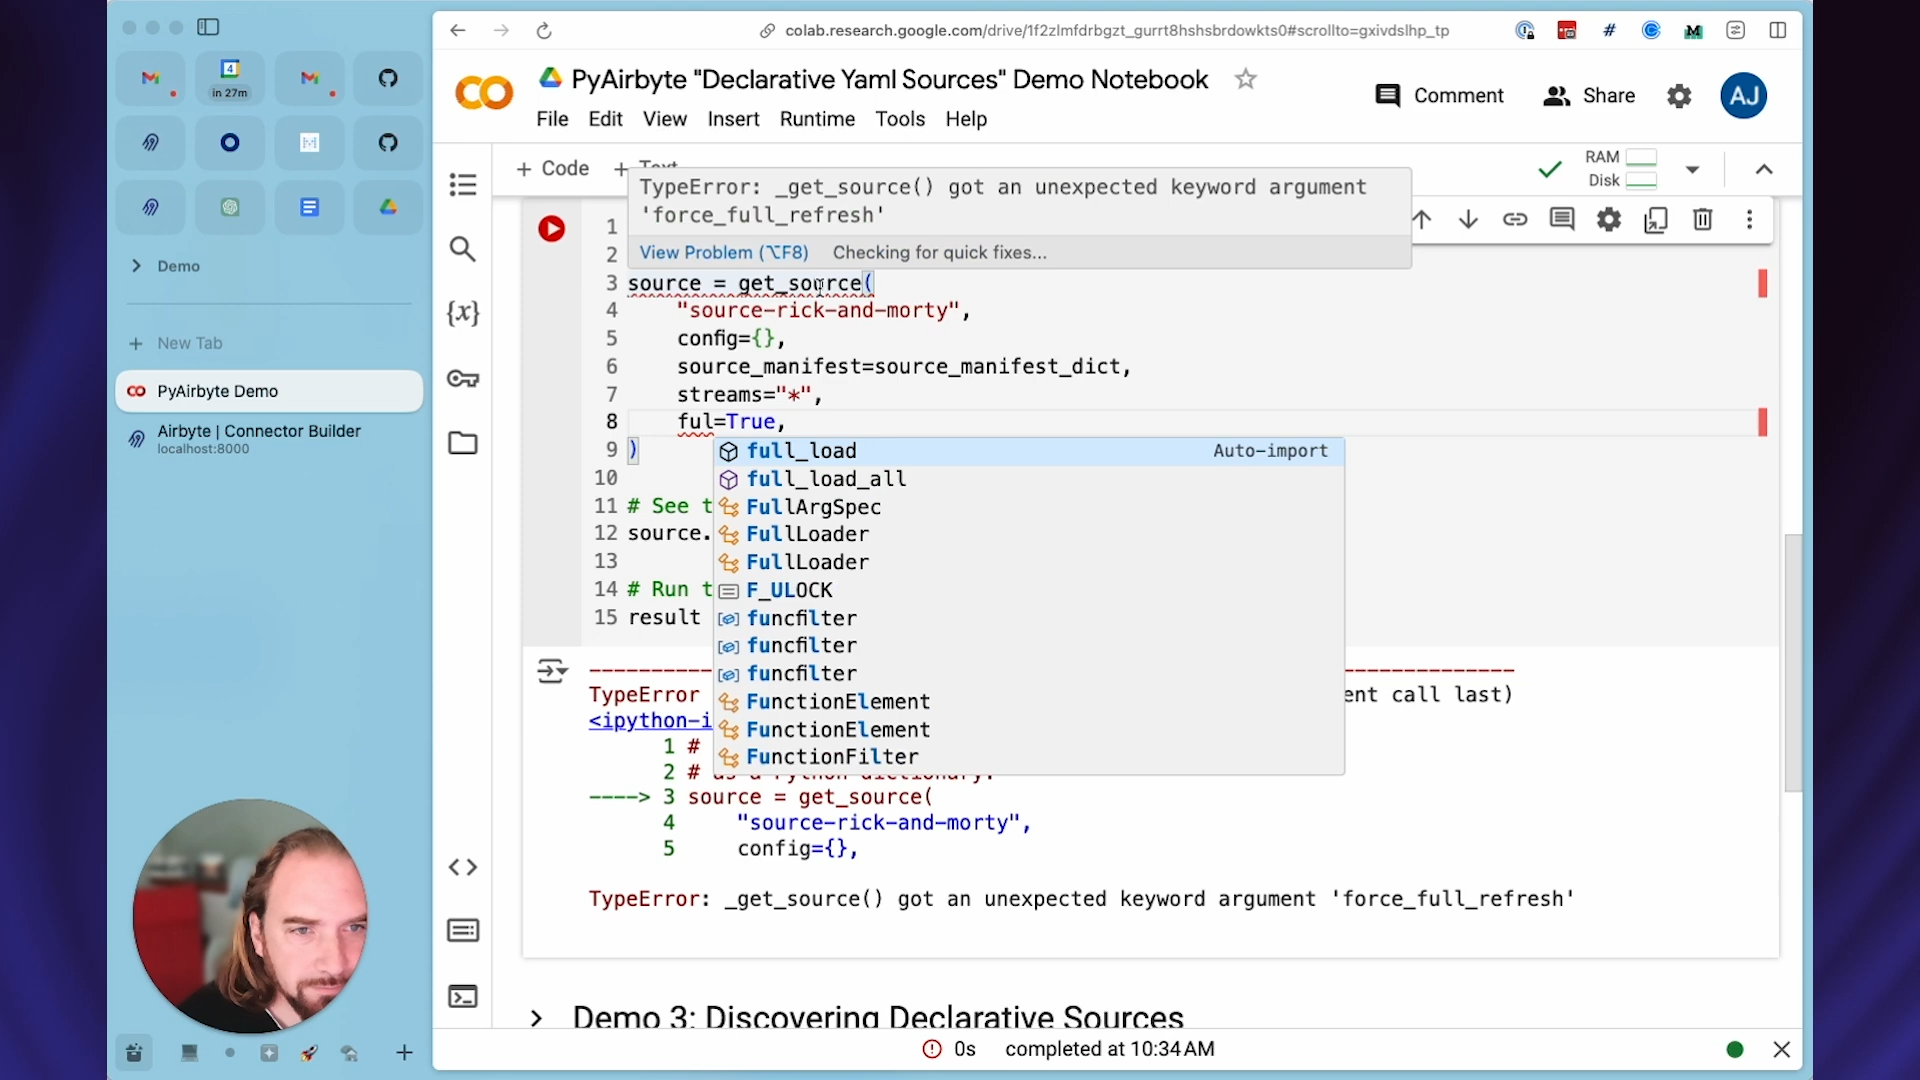 colab.research.google.com/drive/1f2zlmfdrbgzt_gurrt8hshsbrdowkts0#scrollto=gxivdslhp_tp
4
in 27m
PyAirbyte "Declarative Yaml Sources" Demo Notebook
Comment
Share
AJ
File Edit View Insert Runtime Tools Help
+ Code + Text
RAM
Disk
Demo
+ New Tab
PyAirbyte Demo
Airbyte | Connector Builder
localhost:8000
TypeError: _get_source() got an unexpected keyword argument
'force_full_refresh'
View Problem (⌥F8) Checking for quick fixes...
1
2
3 source = get_source(
4 "source-rick-and-morty",
5 config={},
6 source_manifest=source_manifest_dict,
7 streams="*",
8 ful=True,
9 )
10
11 # See t
12 source.
13
14 # Run t
15 result
full_load Auto-import
full_load_all
FullArgSpec
FullLoader
FullLoader
F_ULOCK
funcfilter
funcfilter
funcfilter
FunctionElement
FunctionElement
FunctionFilter
TypeError ent call last)
<ipython-i
1 #
2 # as a Python dictionary.
----> 3 source = get_source(
4 "source-rick-and-morty",
5 config={},
TypeError: _get_source() got an unexpected keyword argument 'force_full_refresh'
Demo 3: Discovering Declarative Sources
0s completed at 10:34 AM